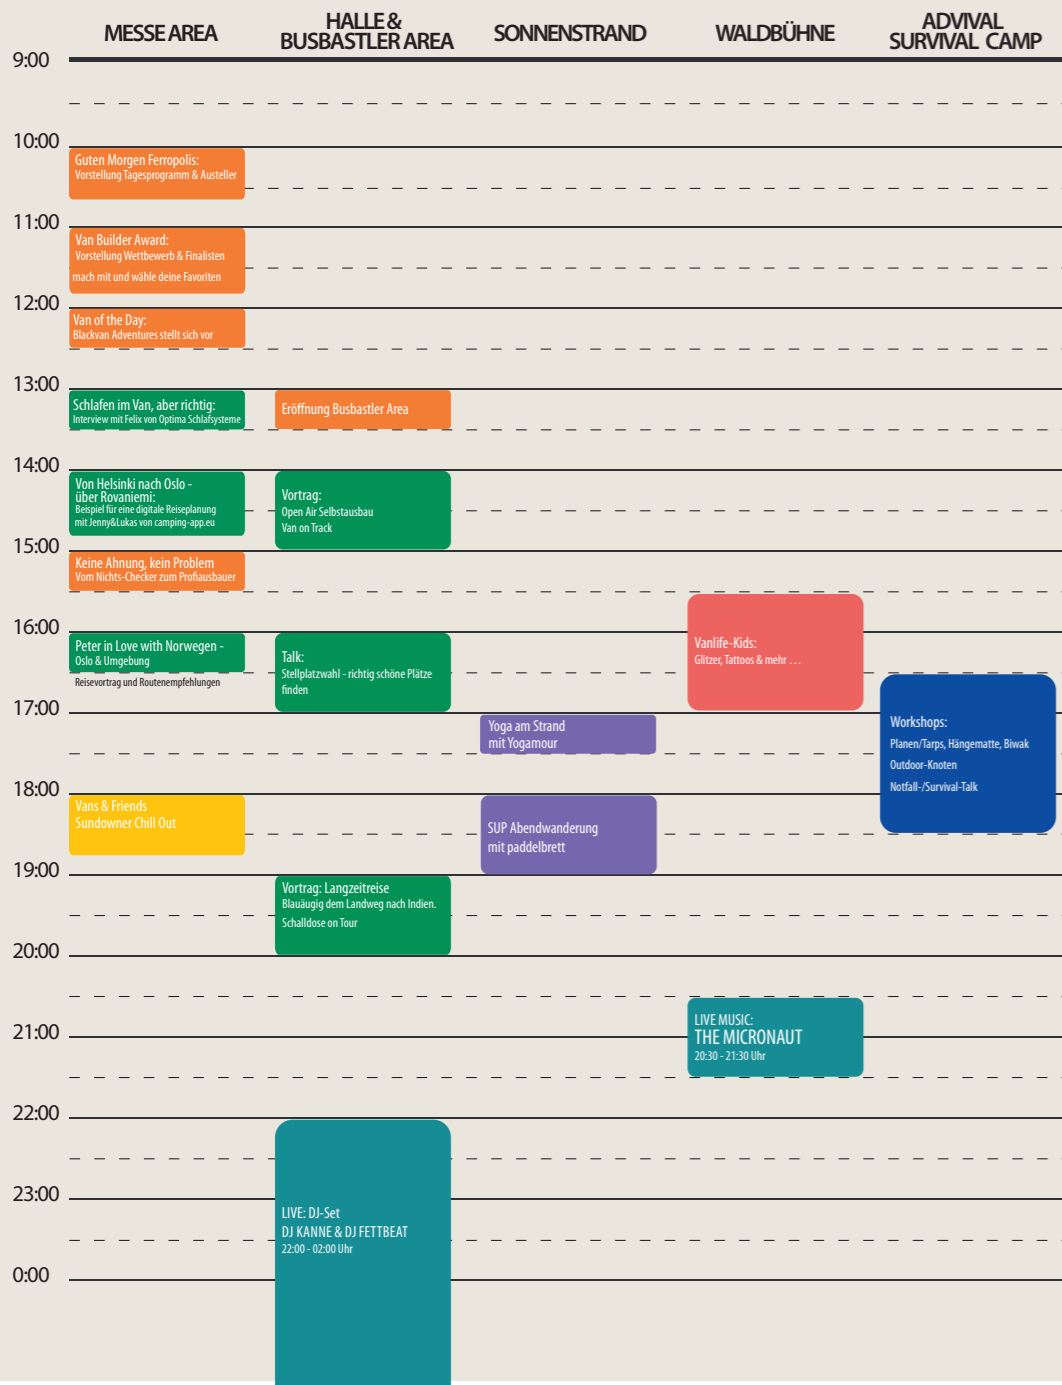 MESSE AREA
HALLE &
BUSBASTLER AREA
SONNENSTRAND
WALDBÜHNE
ADVIVAL
SURVIVAL CAMP
9:00
10:00
Guten Morgen Ferropolis:
Vorstellung Tagesprogramm & Austeller
11:00
Van Builder Award:
Vorstellung Wettbewerb & Finalisten
mach mit und wähle deine Favoriten
12:00
Van of the Day:
Blackvan Adventures stellt sich vor
13:00
Schlafen im Van, aber richtig:
Interview mit Felix von Optima Schlafsysteme
Eröffnung Busbastler Area
14:00
Von Helsinki nach Oslo -
über Rovaniemi:
Beispiel für eine digitale Reiseplanung
mit Jenny&Lukas von camping-app.eu
Vortrag:
Open Air Selbstausbau
Van on Track
15:00
Keine Ahnung, kein Problem
Vom Nichts-Checker zum Profiausbauer
16:00
Peter in Love with Norwegen -
Oslo & Umgebung
Reisevortrag und Routenempfehlungen
Talk:
Stellplatzwahl - richtig schöne Plätze
finden
Vanlife-Kids:
Glitzer, Tattoos & mehr . . .
17:00
Yoga am Strand
mit Yogamour
Workshops:
Planen/Tarps, Hängematte, Biwak
Outdoor-Knoten
Notfall-/Survival-Talk
18:00
Vans & Friends
Sundowner Chill Out
SUP Abendwanderung
mit paddelbrett
19:00
Vortrag: Langzeitreise
Blauäugig dem Landweg nach Indien.
Schalldose on Tour
20:00
LIVE MUSIC:
THE MICRONAUT
20:30 - 21:30 Uhr
21:00
22:00
23:00
LIVE: DJ-Set
DJ KANNE & DJ FETTBEAT
22:00 - 02:00 Uhr
0:00